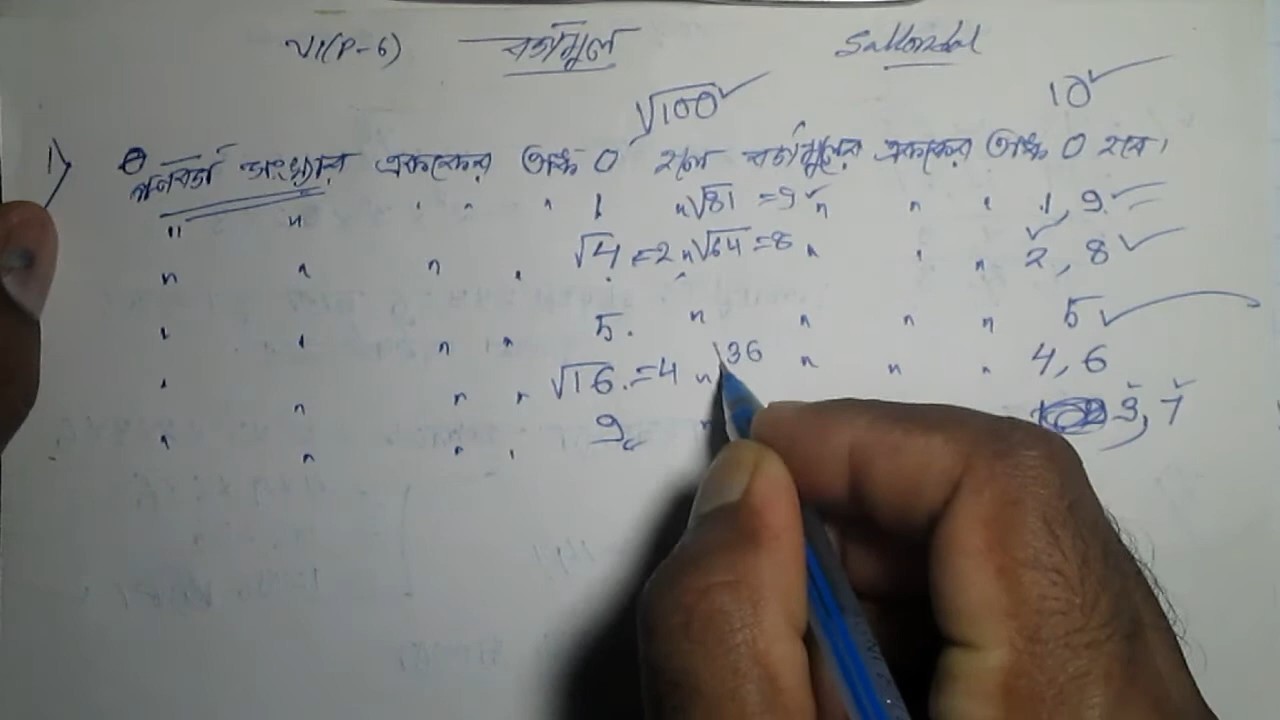 VI(P-6) বর্গমূল
√100 10
1) পূর্ণবর্গ সংখ্যার এককের অঙ্ক 0 হলে বর্গমূলের এককের অঙ্ক 0 হবে।
" " " " " 1 " √81 = 9 " " " 1, 9
" " " " √4 = 2 " √64 = 8 " " " 2, 8
" " " " 5. " " " " 5
" " " " √16. = 4 " √36 " " " 4, 6
" " " " 9 " 3, 7